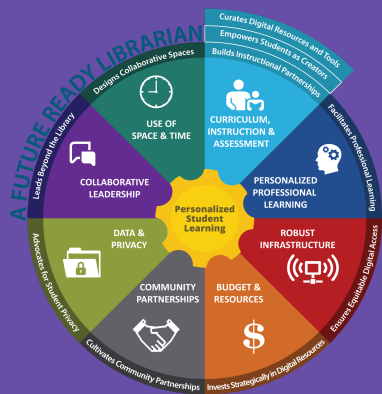 A FUTURE READY LIBRARIAN
Curates Digital Resources and Tools
Empowers Students as Creators
Builds Instructional Partnerships
Designs Collaborative Spaces
USE OF
SPACE & TIME
CURRICULUM,
INSTRUCTION &
ASSESSMENT
Facilitates Professional Learning
PERSONALIZED
PROFESSIONAL
LEARNING
Leads Beyond the Library
COLLABORATIVE
LEADERSHIP
Personalized
Student
Learning
DATA &
PRIVACY
Advocates for Student Privacy
ROBUST
INFRASTRUCTURE
Ensures Equitable Digital Access
COMMUNITY
PARTNERSHIPS
Cultivates Community Partnerships
BUDGET &
RESOURCES
$
Invests Strategically in Digital Resources